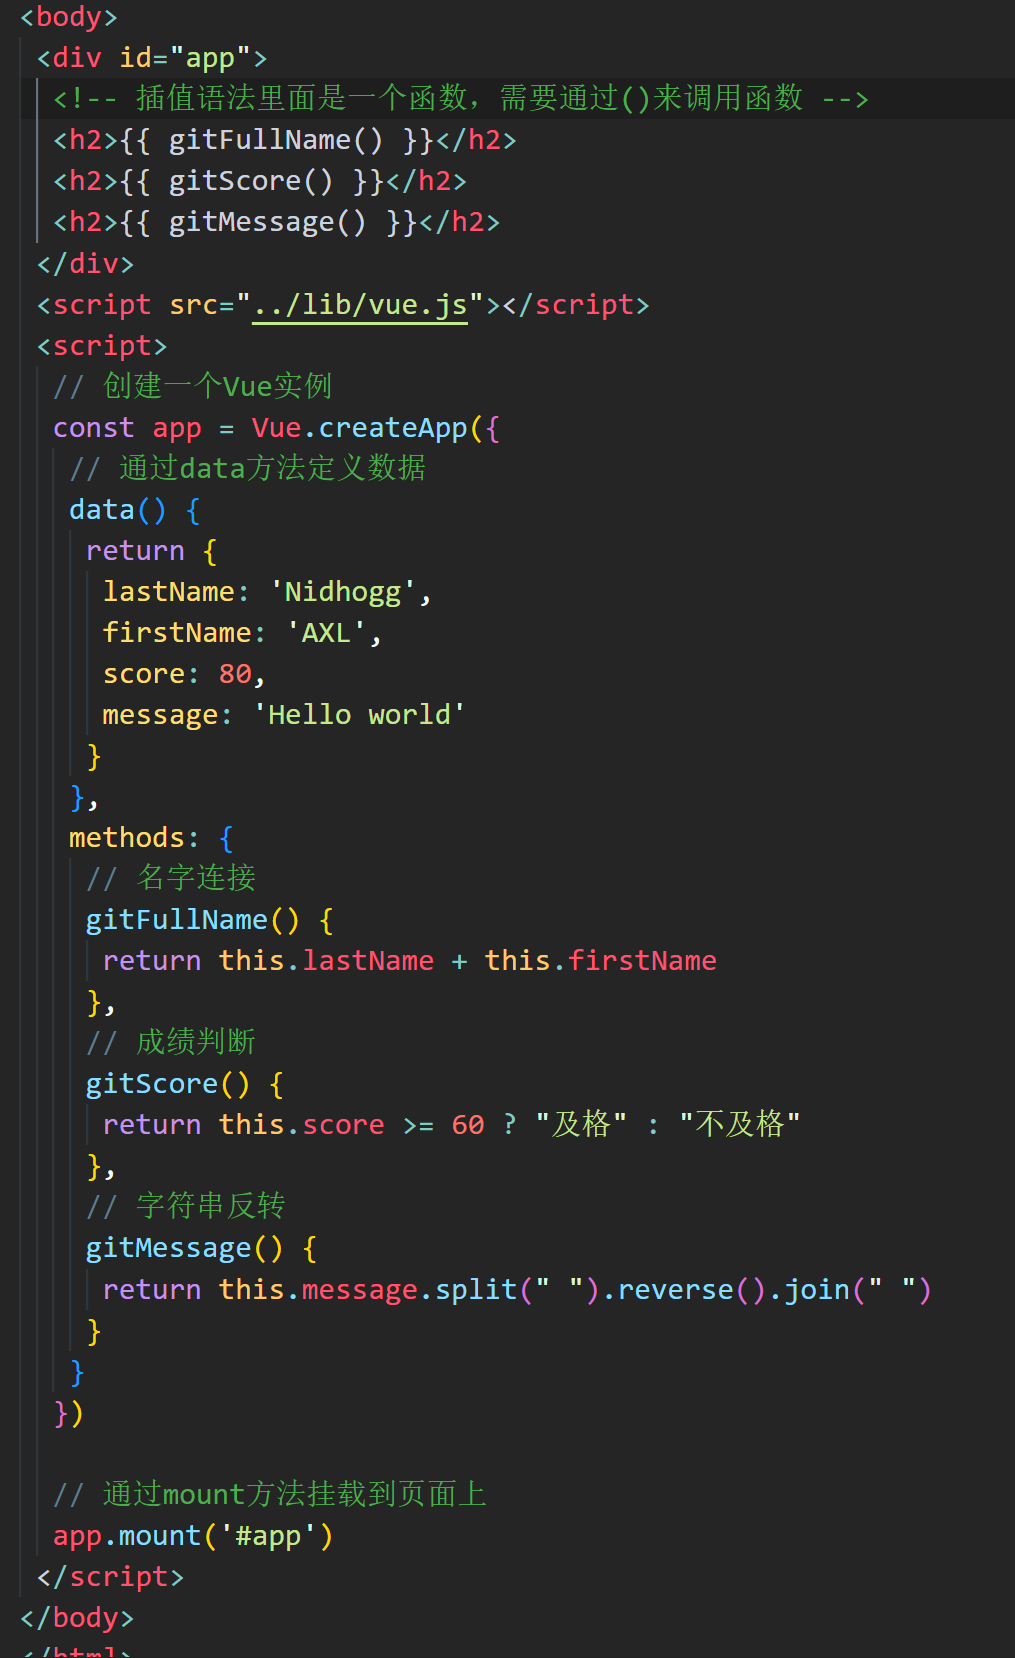 <body>
<div id="app">
<!-- 插值语法里面是一个函数，需要通过()来调用函数 -->
<h2>{{ gitFullName() }}</h2>
<h2>{{ gitScore() }}</h2>
<h2>{{ gitMessage() }}</h2>
</div>
<script src="../lib/vue.js"></script>
<script>
// 创建一个Vue实例
const app = Vue.createApp({
// 通过data方法定义数据
data() {
return {
lastName: 'Nidhogg',
firstName: 'AXL',
score: 80,
message: 'Hello world'
}
},
methods: {
// 名字连接
gitFullName() {
return this.lastName + this.firstName
},
// 成绩判断
gitScore() {
return this.score >= 60 ? "及格" : "不及格"
},
// 字符串反转
gitMessage() {
return this.message.split(" ").reverse().join(" ")
}
}
})
// 通过mount方法挂载到页面上
app.mount('#app')
</script>
</body>
</html>